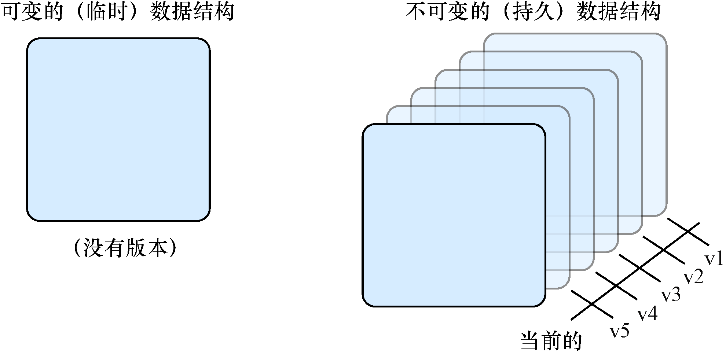 可变的（临时）数据结构
不可变的（持久）数据结构
（没有版本）
v1
v2
v3
v4
v5
当前的